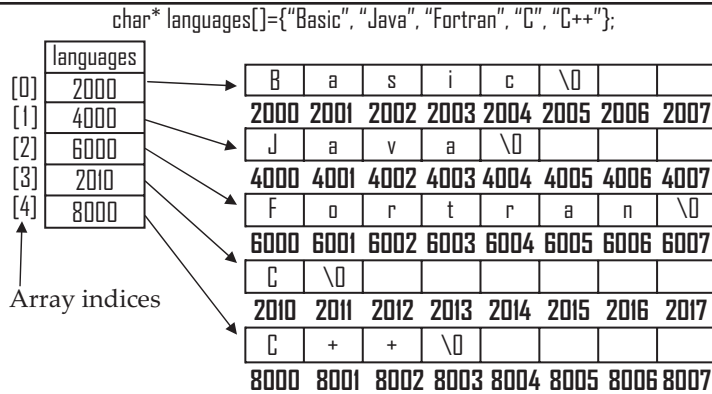 char* languages[]={“Basic”, “Java”, “Fortran”, “C”, “C++”};
languages
[0] 2000 B a s i c \0
2000 2001 2002 2003 2004 2005 2006 2007
[1] 4000 J a v a \0
4000 4001 4002 4003 4004 4005 4006 4007
[2] 6000 F o r t r a n \0
6000 6001 6002 6003 6004 6005 6006 6007
[3] 2010 C \0
2010 2011 2012 2013 2014 2015 2016 2017
[4] 8000 C + + \0
8000 8001 8002 8003 8004 8005 8006 8007
Array indices